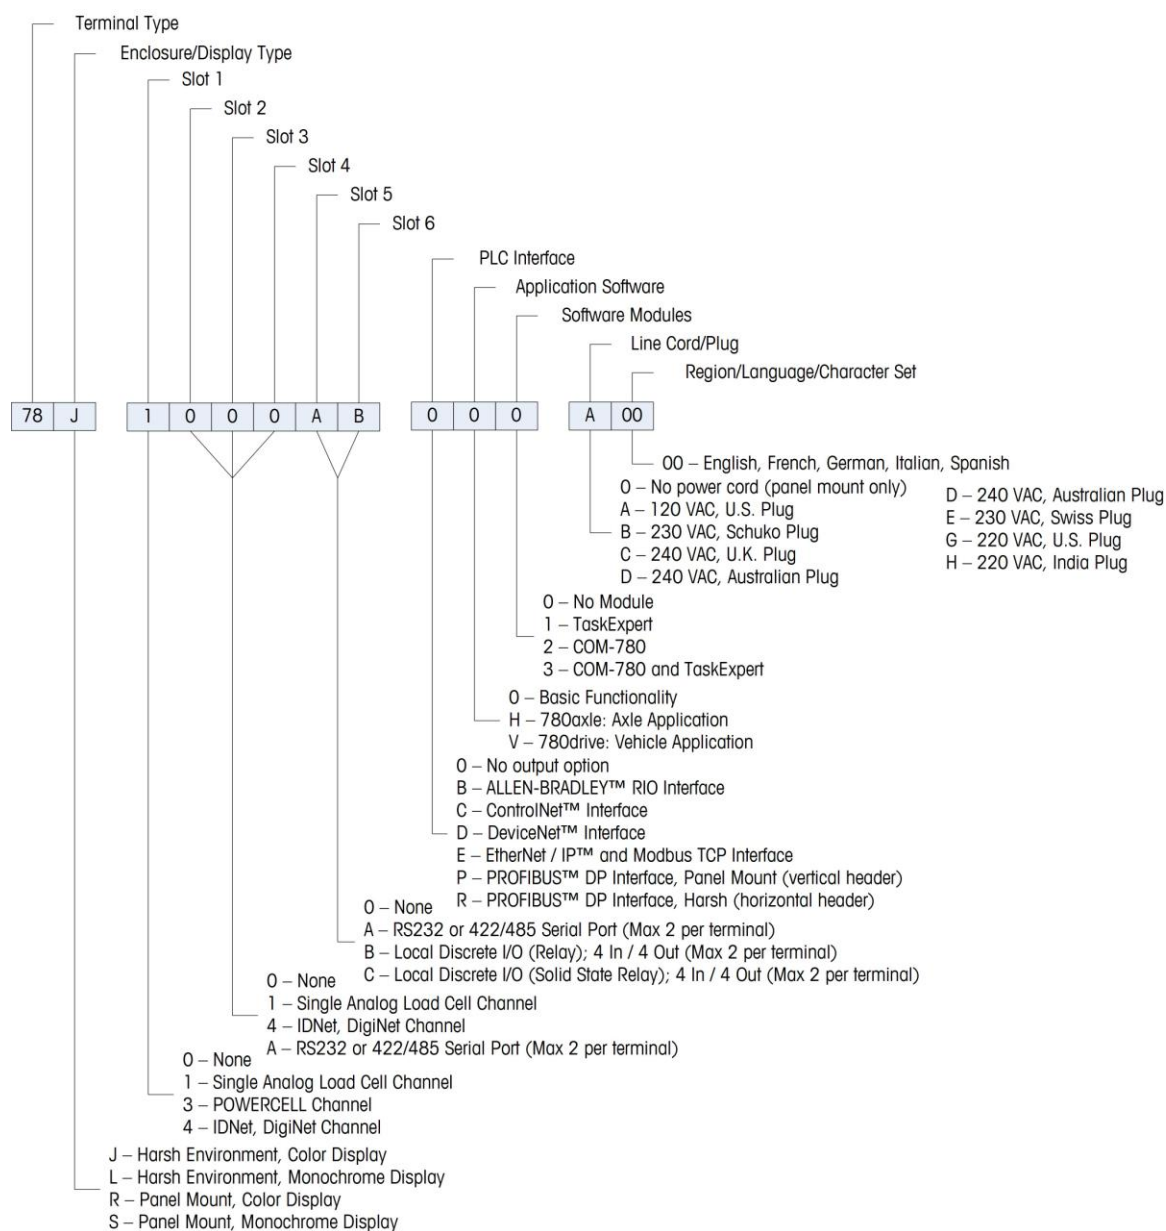 Terminal Type
Enclosure/Display Type
Slot 1
Slot 2
Slot 3
Slot 4
Slot 5
Slot 6
PLC Interface
Application Software
Software Modules
Line Cord/Plug
Region/Language/Character Set
78 J 1 0 0 0 A B 0 0 0 A 00
00 – English, French, German, Italian, Spanish
0 – No power cord (panel mount only)
A – 120 VAC, U.S. Plug
B – 230 VAC, Schuko Plug
C – 240 VAC, U.K. Plug
D – 240 VAC, Australian Plug
D – 240 VAC, Australian Plug
E – 230 VAC, Swiss Plug
G – 220 VAC, U.S. Plug
H – 220 VAC, India Plug
0 – No Module
1 – TaskExpert
2 – COM-780
3 – COM-780 and TaskExpert
0 – Basic Functionality
H – 780axle: Axle Application
V – 780drive: Vehicle Application
0 – No output option
B – ALLEN-BRADLEY™ RIO Interface
C – ControlNet™ Interface
D – DeviceNet™ Interface
E – EtherNet / IP™ and Modbus TCP Interface
P – PROFIBUS™ DP Interface, Panel Mount (vertical header)
R – PROFIBUS™ DP Interface, Harsh (horizontal header)
0 – None
A – RS232 or 422/485 Serial Port (Max 2 per terminal)
B – Local Discrete I/O (Relay); 4 In / 4 Out (Max 2 per terminal)
C – Local Discrete I/O (Solid State Relay); 4 In / 4 Out (Max 2 per terminal)
0 – None
1 – Single Analog Load Cell Channel
4 – IDNet, DigiNet Channel
A – RS232 or 422/485 Serial Port (Max 2 per terminal)
0 – None
1 – Single Analog Load Cell Channel
3 – POWERCELL Channel
4 – IDNet, DigiNet Channel
J – Harsh Environment, Color Display
L – Harsh Environment, Monochrome Display
R – Panel Mount, Color Display
S – Panel Mount, Monochrome Display